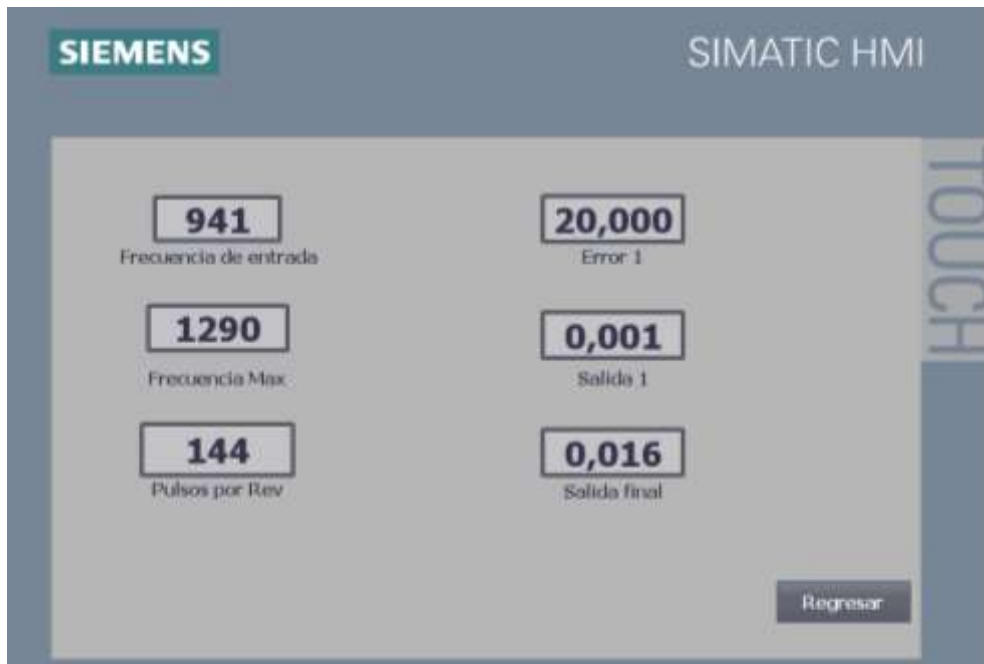 SIEMENS
SIMATIC HMI
TOUCH
941
Frecuencia de entrada
1290
Frecuencia Max
144
Pulsos por Rev
20,000
Error 1
0,001
Salida 1
0,016
Salida final
Regresar